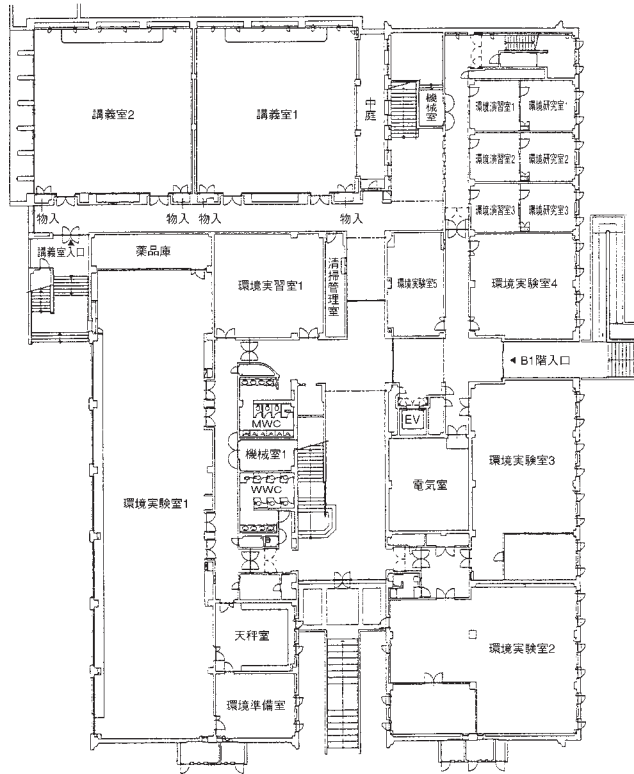 講義室2
講義室1
中庭
機械室
環境演習室1
環境研究室1
環境演習室2
環境研究室2
環境演習室3
環境研究室3
物入
物入
物入
物入
講義室入口
薬品庫
環境実習室1
清掃管理室
環境実験室5
環境実験室4
B1階入口
MWC
EV
機械室1
WWC
環境実験室1
電気室
環境実験室3
天秤室
環境準備室
環境実験室2